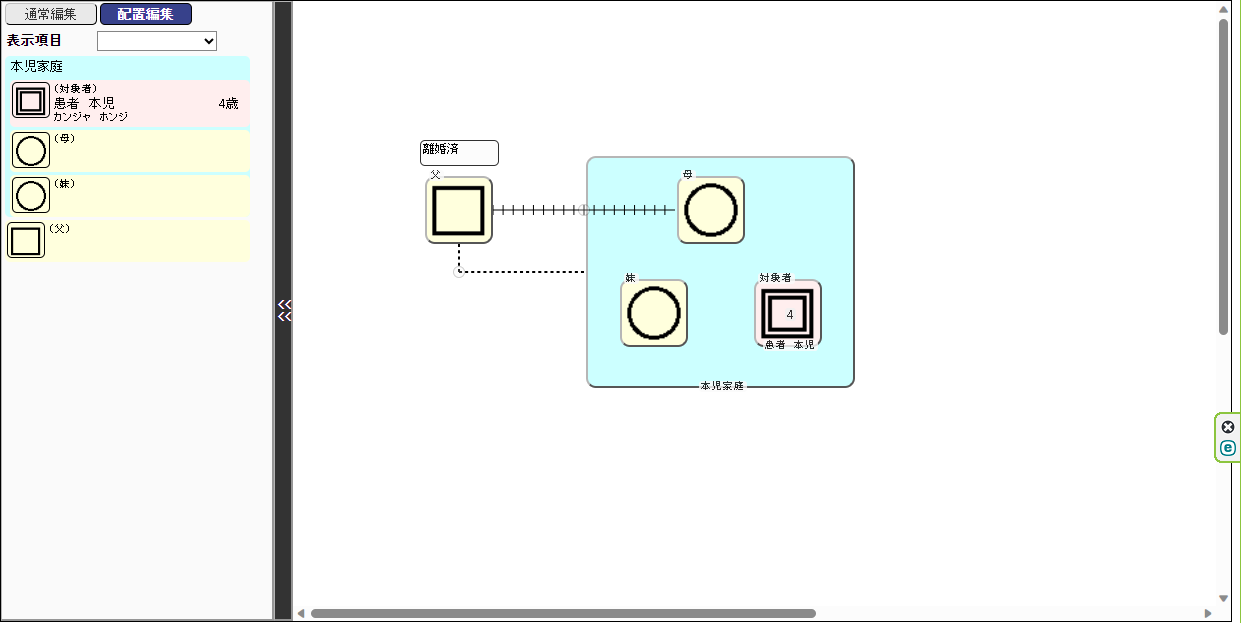 通常編集 配置編集
表示項目
本児家庭
（対象者）
患者　本児 4歳
カンジャ　ホンジ
（母）
（妹）
（父）
離婚済
父
母
妹
対象者
4
患者　本児
本児家庭